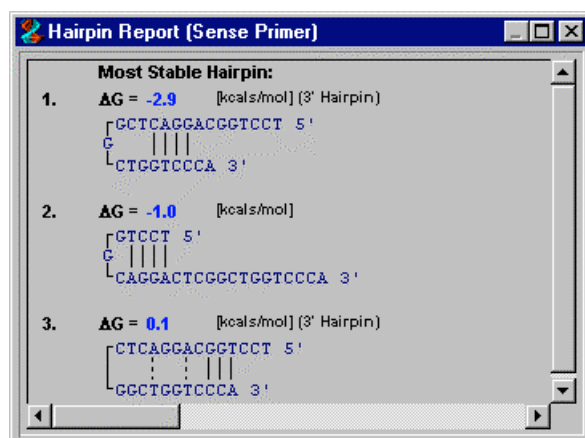 Hairpin Report (Sense Primer)
Most Stable Hairpin:
1. ΔG = -2.9 [kcals/mol] (3' Hairpin)
GCTCAGGACGGTCCT 5'
G
CTGGTCCCA 3'
2. ΔG = -1.0 [kcals/mol]
GTCCT 5'
G
CAGGACTCGGCTGGTCCCA 3'
3. ΔG = 0.1 [kcals/mol] (3' Hairpin)
CTCAGGACGGTCCT 5'
GGCTGGTCCCA 3'